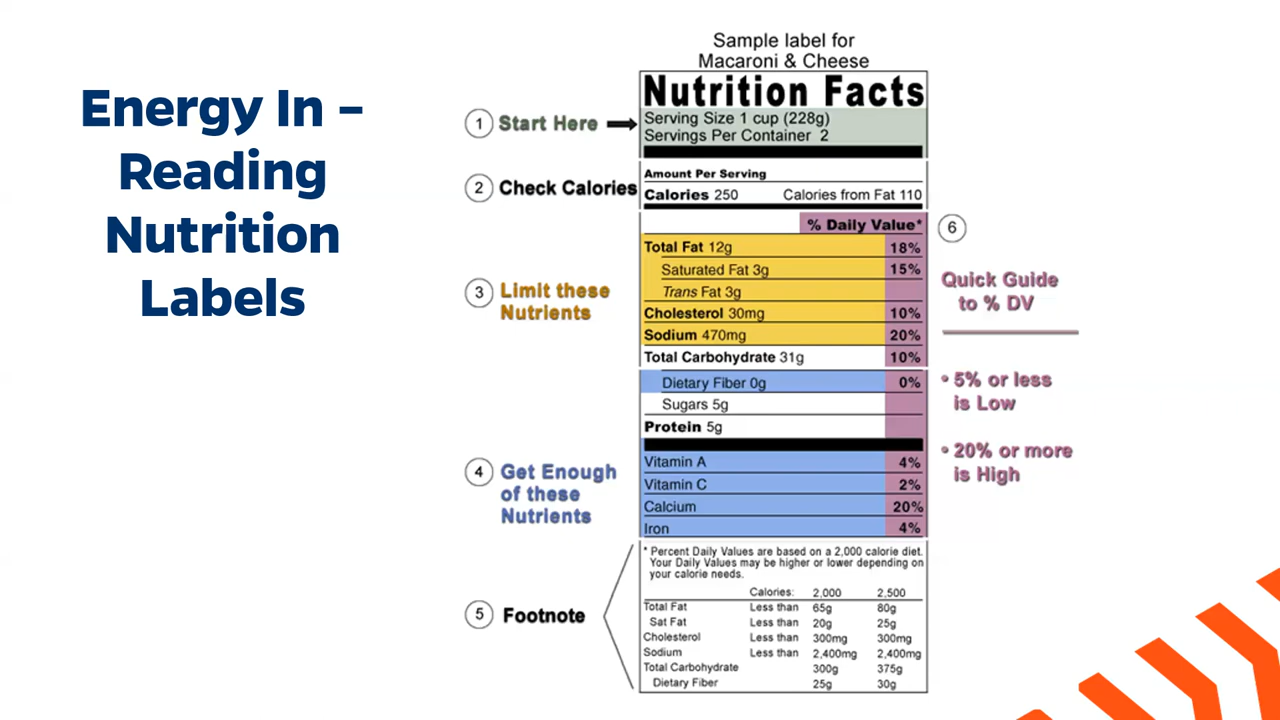 Energy In –
Reading
Nutrition
Labels
Sample label for
Macaroni & Cheese
Nutrition Facts
1 Start Here
Serving Size 1 cup (228g)
Servings Per Container 2
Amount Per Serving
2 Check Calories
Calories 250 Calories from Fat 110
% Daily Value*
3 Limit these
Nutrients
Total Fat 12g 18%
Saturated Fat 3g 15%
Trans Fat 3g
Cholesterol 30mg 10%
Sodium 470mg 20%
Total Carbohydrate 31g 10%
Dietary Fiber 0g 0%
Sugars 5g
Protein 5g
4 Get Enough
of these
Nutrients
Vitamin A 4%
Vitamin C 2%
Calcium 20%
Iron 4%
5 Footnote
* Percent Daily Values are based on a 2,000 calorie diet.
Your Daily Values may be higher or lower depending on
your calorie needs.
Calories: 2,000 2,500
Total Fat Less than 65g 80g
Sat Fat Less than 20g 25g
Cholesterol Less than 300mg 300mg
Sodium Less than 2,400mg 2,400mg
Total Carbohydrate 300g 375g
Dietary Fiber 25g 30g
6
Quick Guide
to % DV
• 5% or less
is Low
• 20% or more
is High